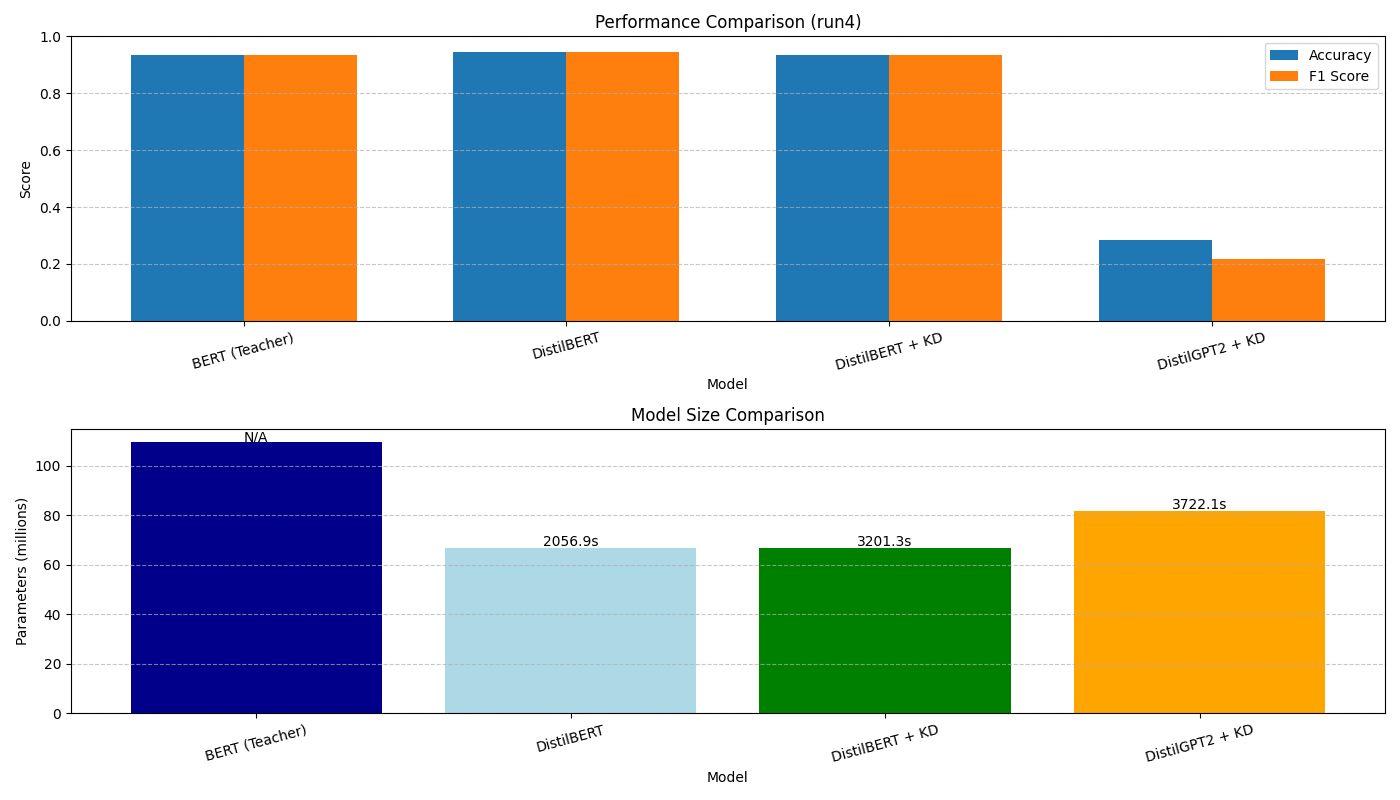 Performance Comparison (run4)
1.0
0.8
0.6
0.4
0.2
0.0
Score
Accuracy
F1 Score
BERT (Teacher)
DistilBERT
DistilBERT + KD
DistilGPT2 + KD
Model
Model Size Comparison
100
80
60
40
20
0
Parameters (millions)
N/A
2056.9s
3201.3s
3722.1s
BERT (Teacher)
DistilBERT
DistilBERT + KD
DistilGPT2 + KD
Model